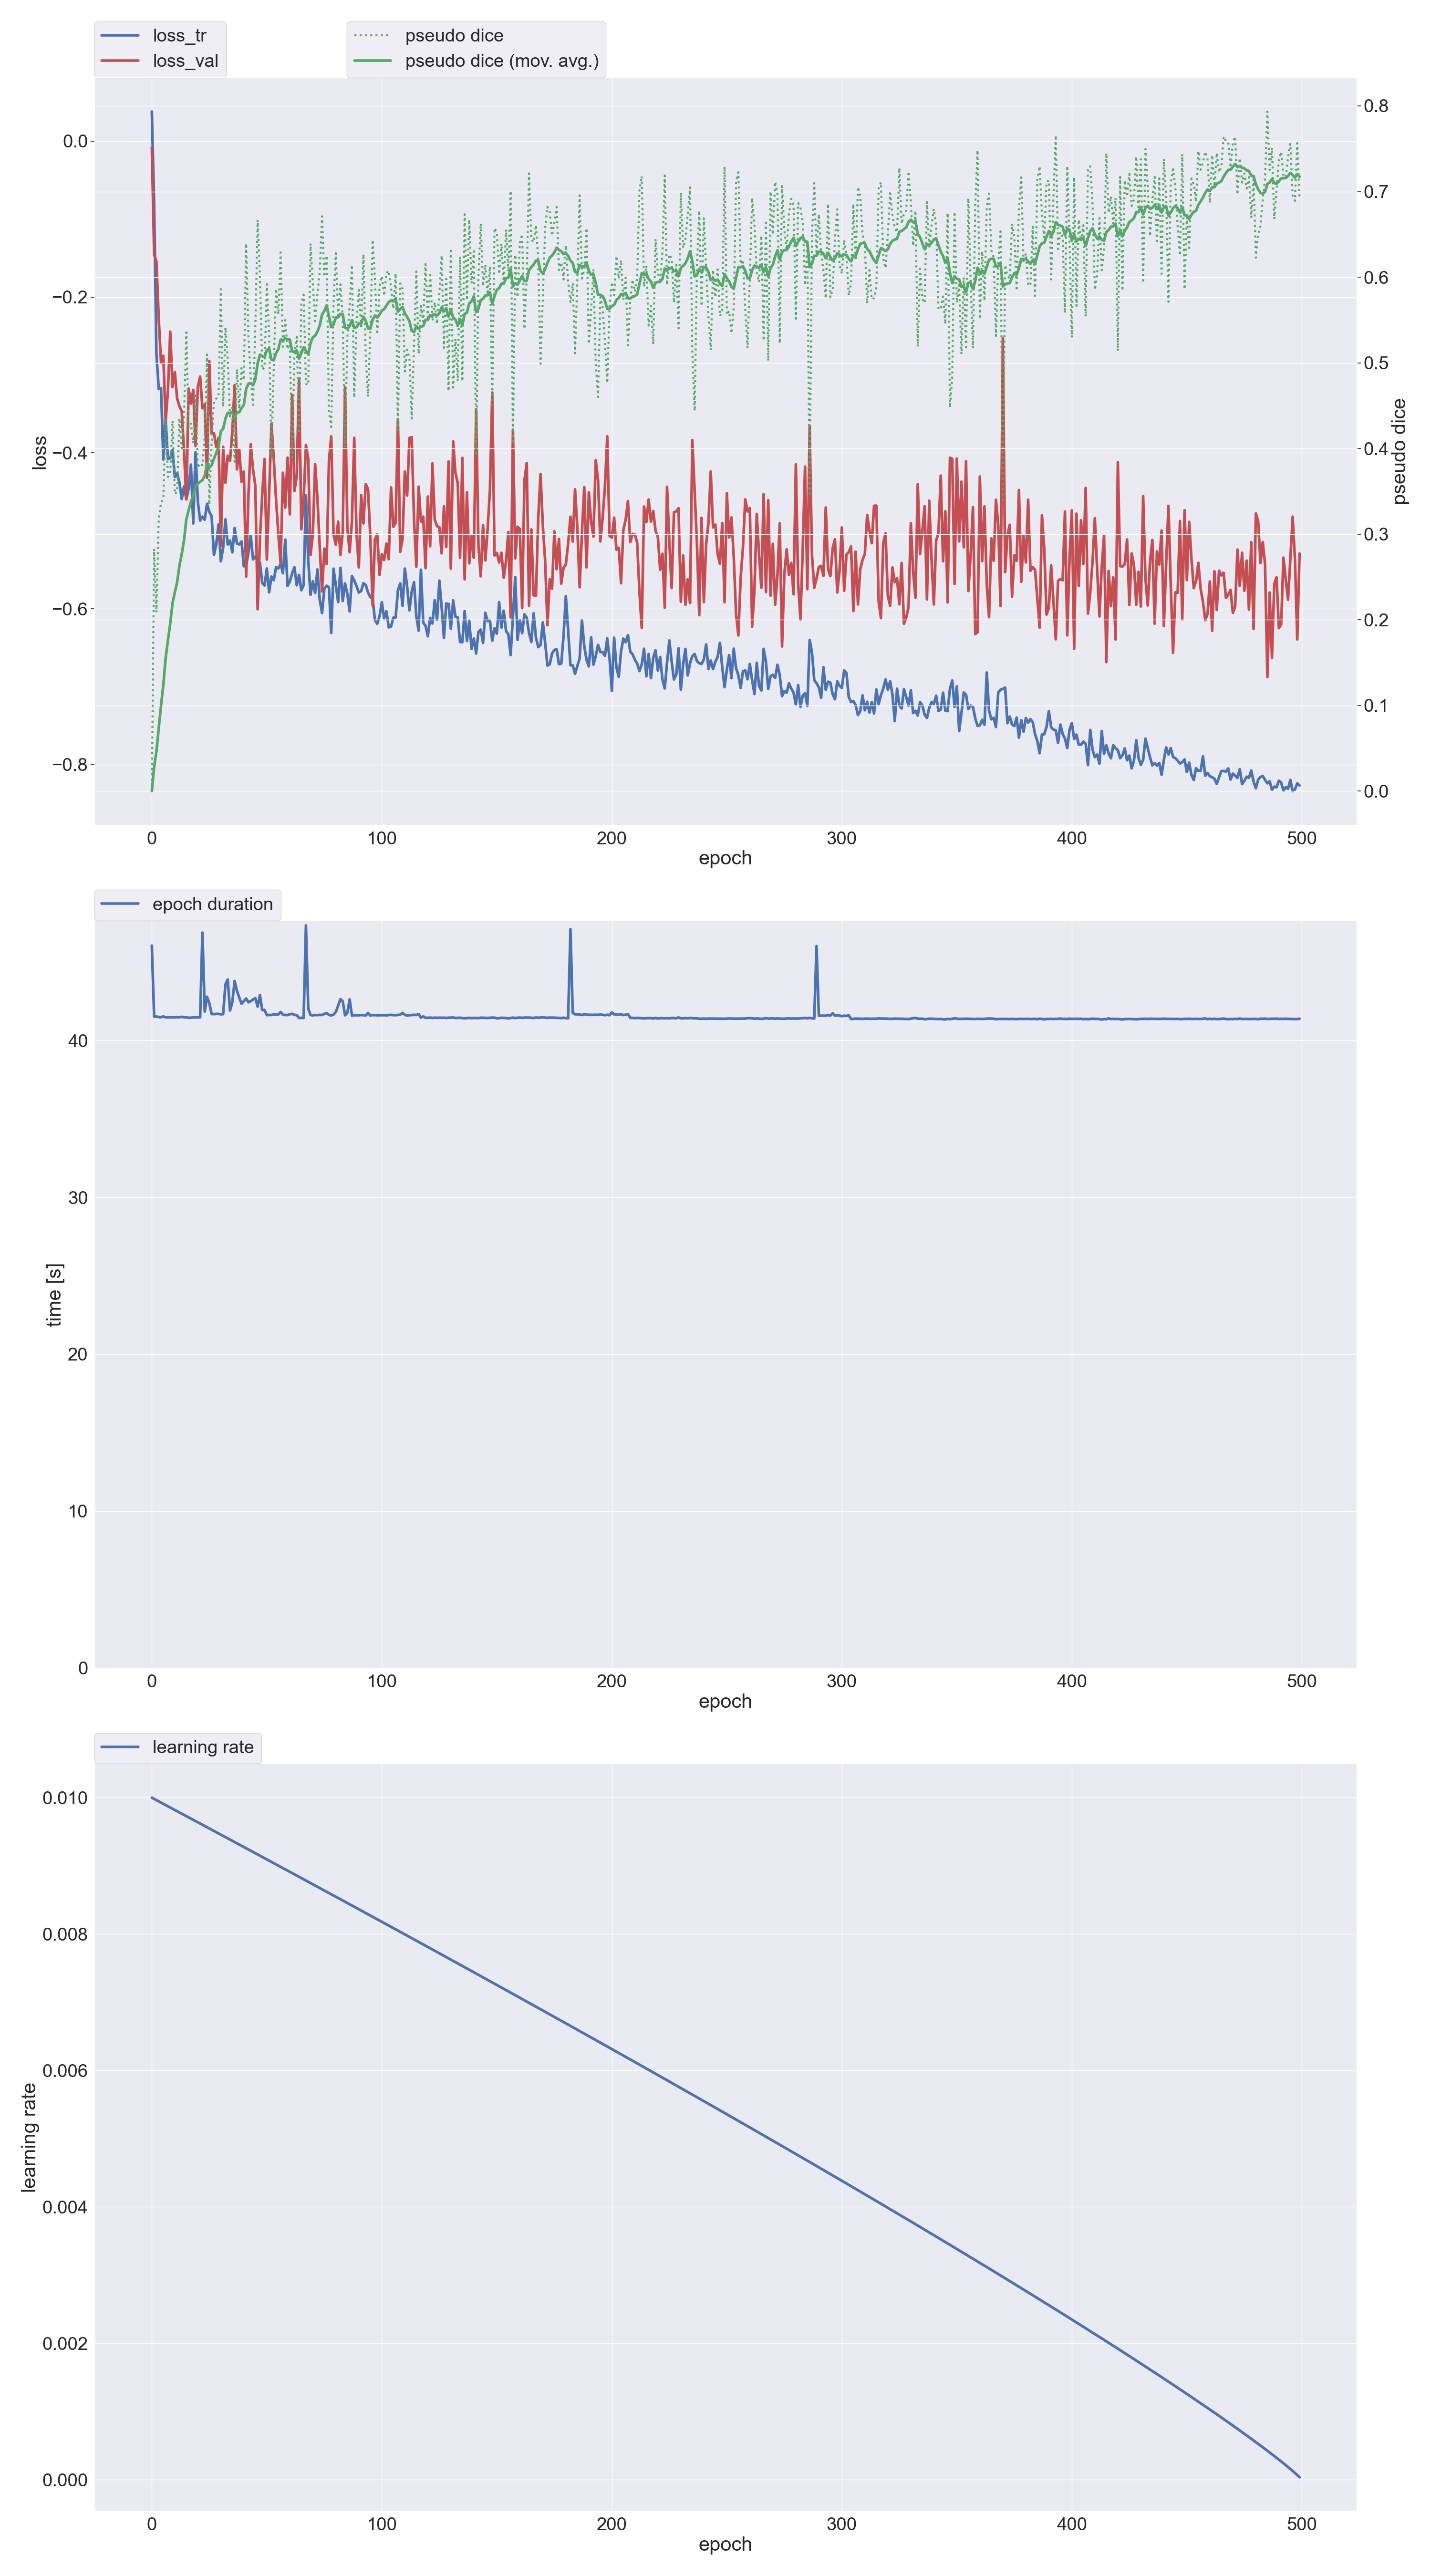 loss_tr
loss_val
pseudo dice
pseudo dice (mov. avg.)
0.0
−0.2
−0.4
−0.6
−0.8
loss
0.8
0.7
0.6
0.5
0.4
0.3
0.2
0.1
0.0
pseudo dice
0 100 200 300 400 500
epoch
epoch duration
40
30
20
10
0
time [s]
0 100 200 300 400 500
epoch
learning rate
0.010
0.008
0.006
0.004
0.002
0.000
learning rate
0 100 200 300 400 500
epoch